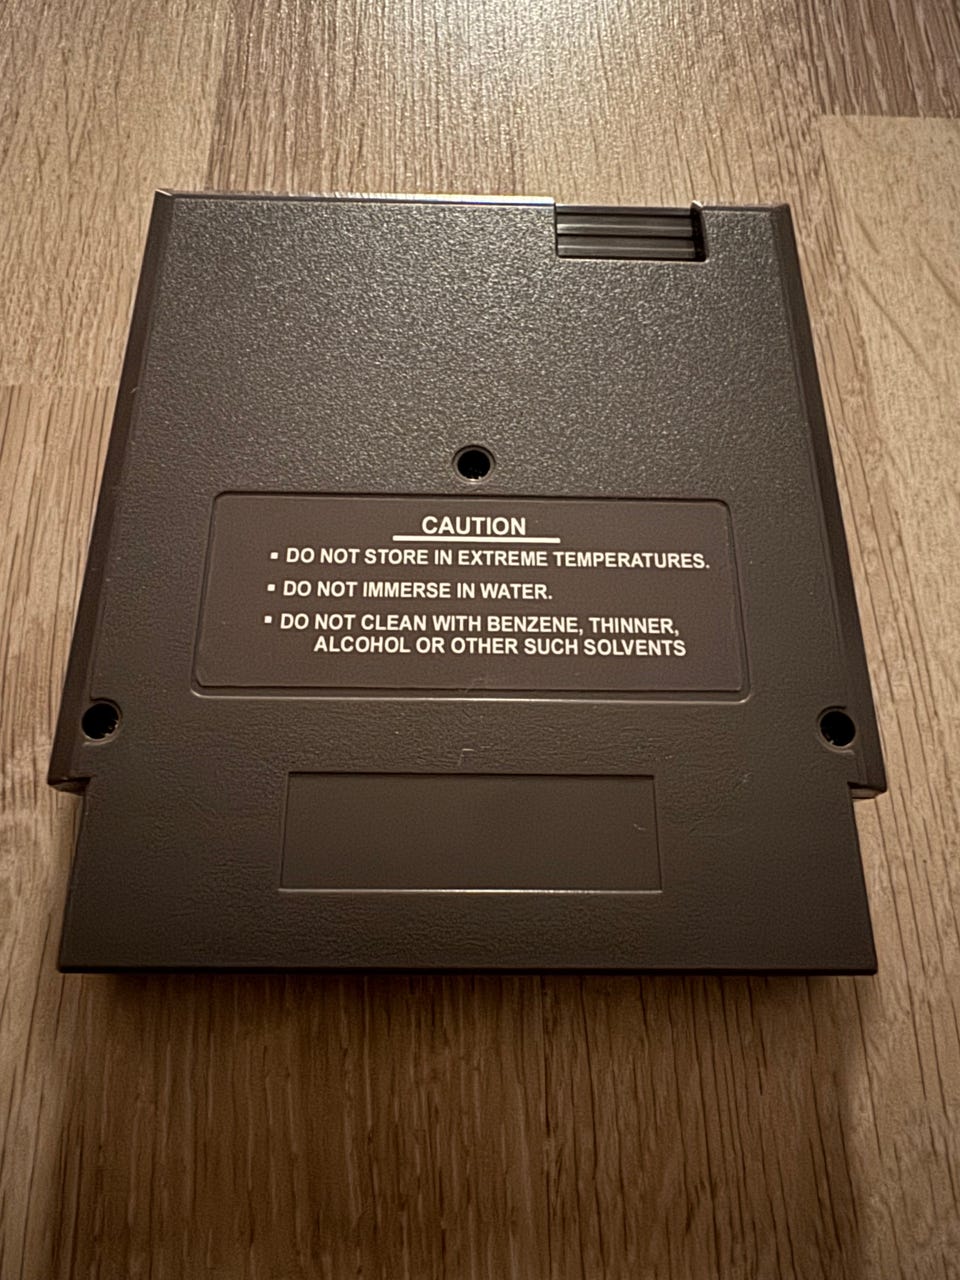 CAUTION
▪ DO NOT STORE IN EXTREME TEMPERATURES.
▪ DO NOT IMMERSE IN WATER.
▪ DO NOT CLEAN WITH BENZENE, THINNER,
ALCOHOL OR OTHER SUCH SOLVENTS